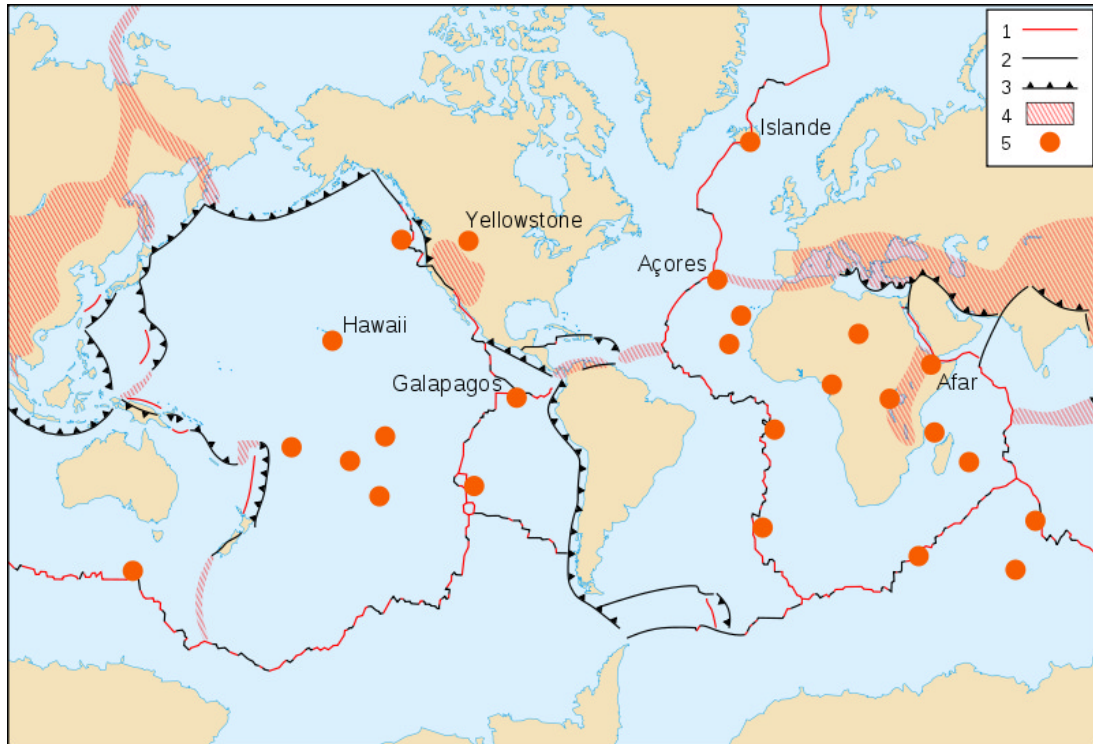 1
2
3
4
5
Islande
Yellowstone
Açores
Hawaii
Galapagos
Afar